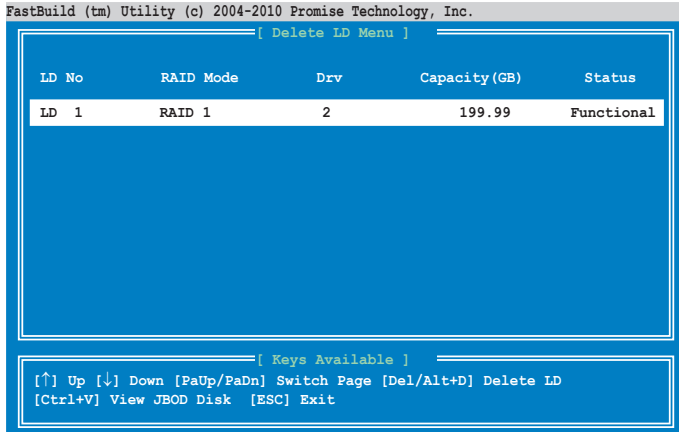 FastBuild (tm) Utility (c) 2004-2010 Promise Technology, Inc.
[ Delete LD Menu ]
LD No RAID Mode Drv Capacity(GB) Status
LD 1 RAID 1 2 199.99 Functional
[ Keys Available ]
[↑] Up [↓] Down [PaUp/PaDn] Switch Page [Del/Alt+D] Delete LD
[Ctrl+V] View JBOD Disk [ESC] Exit